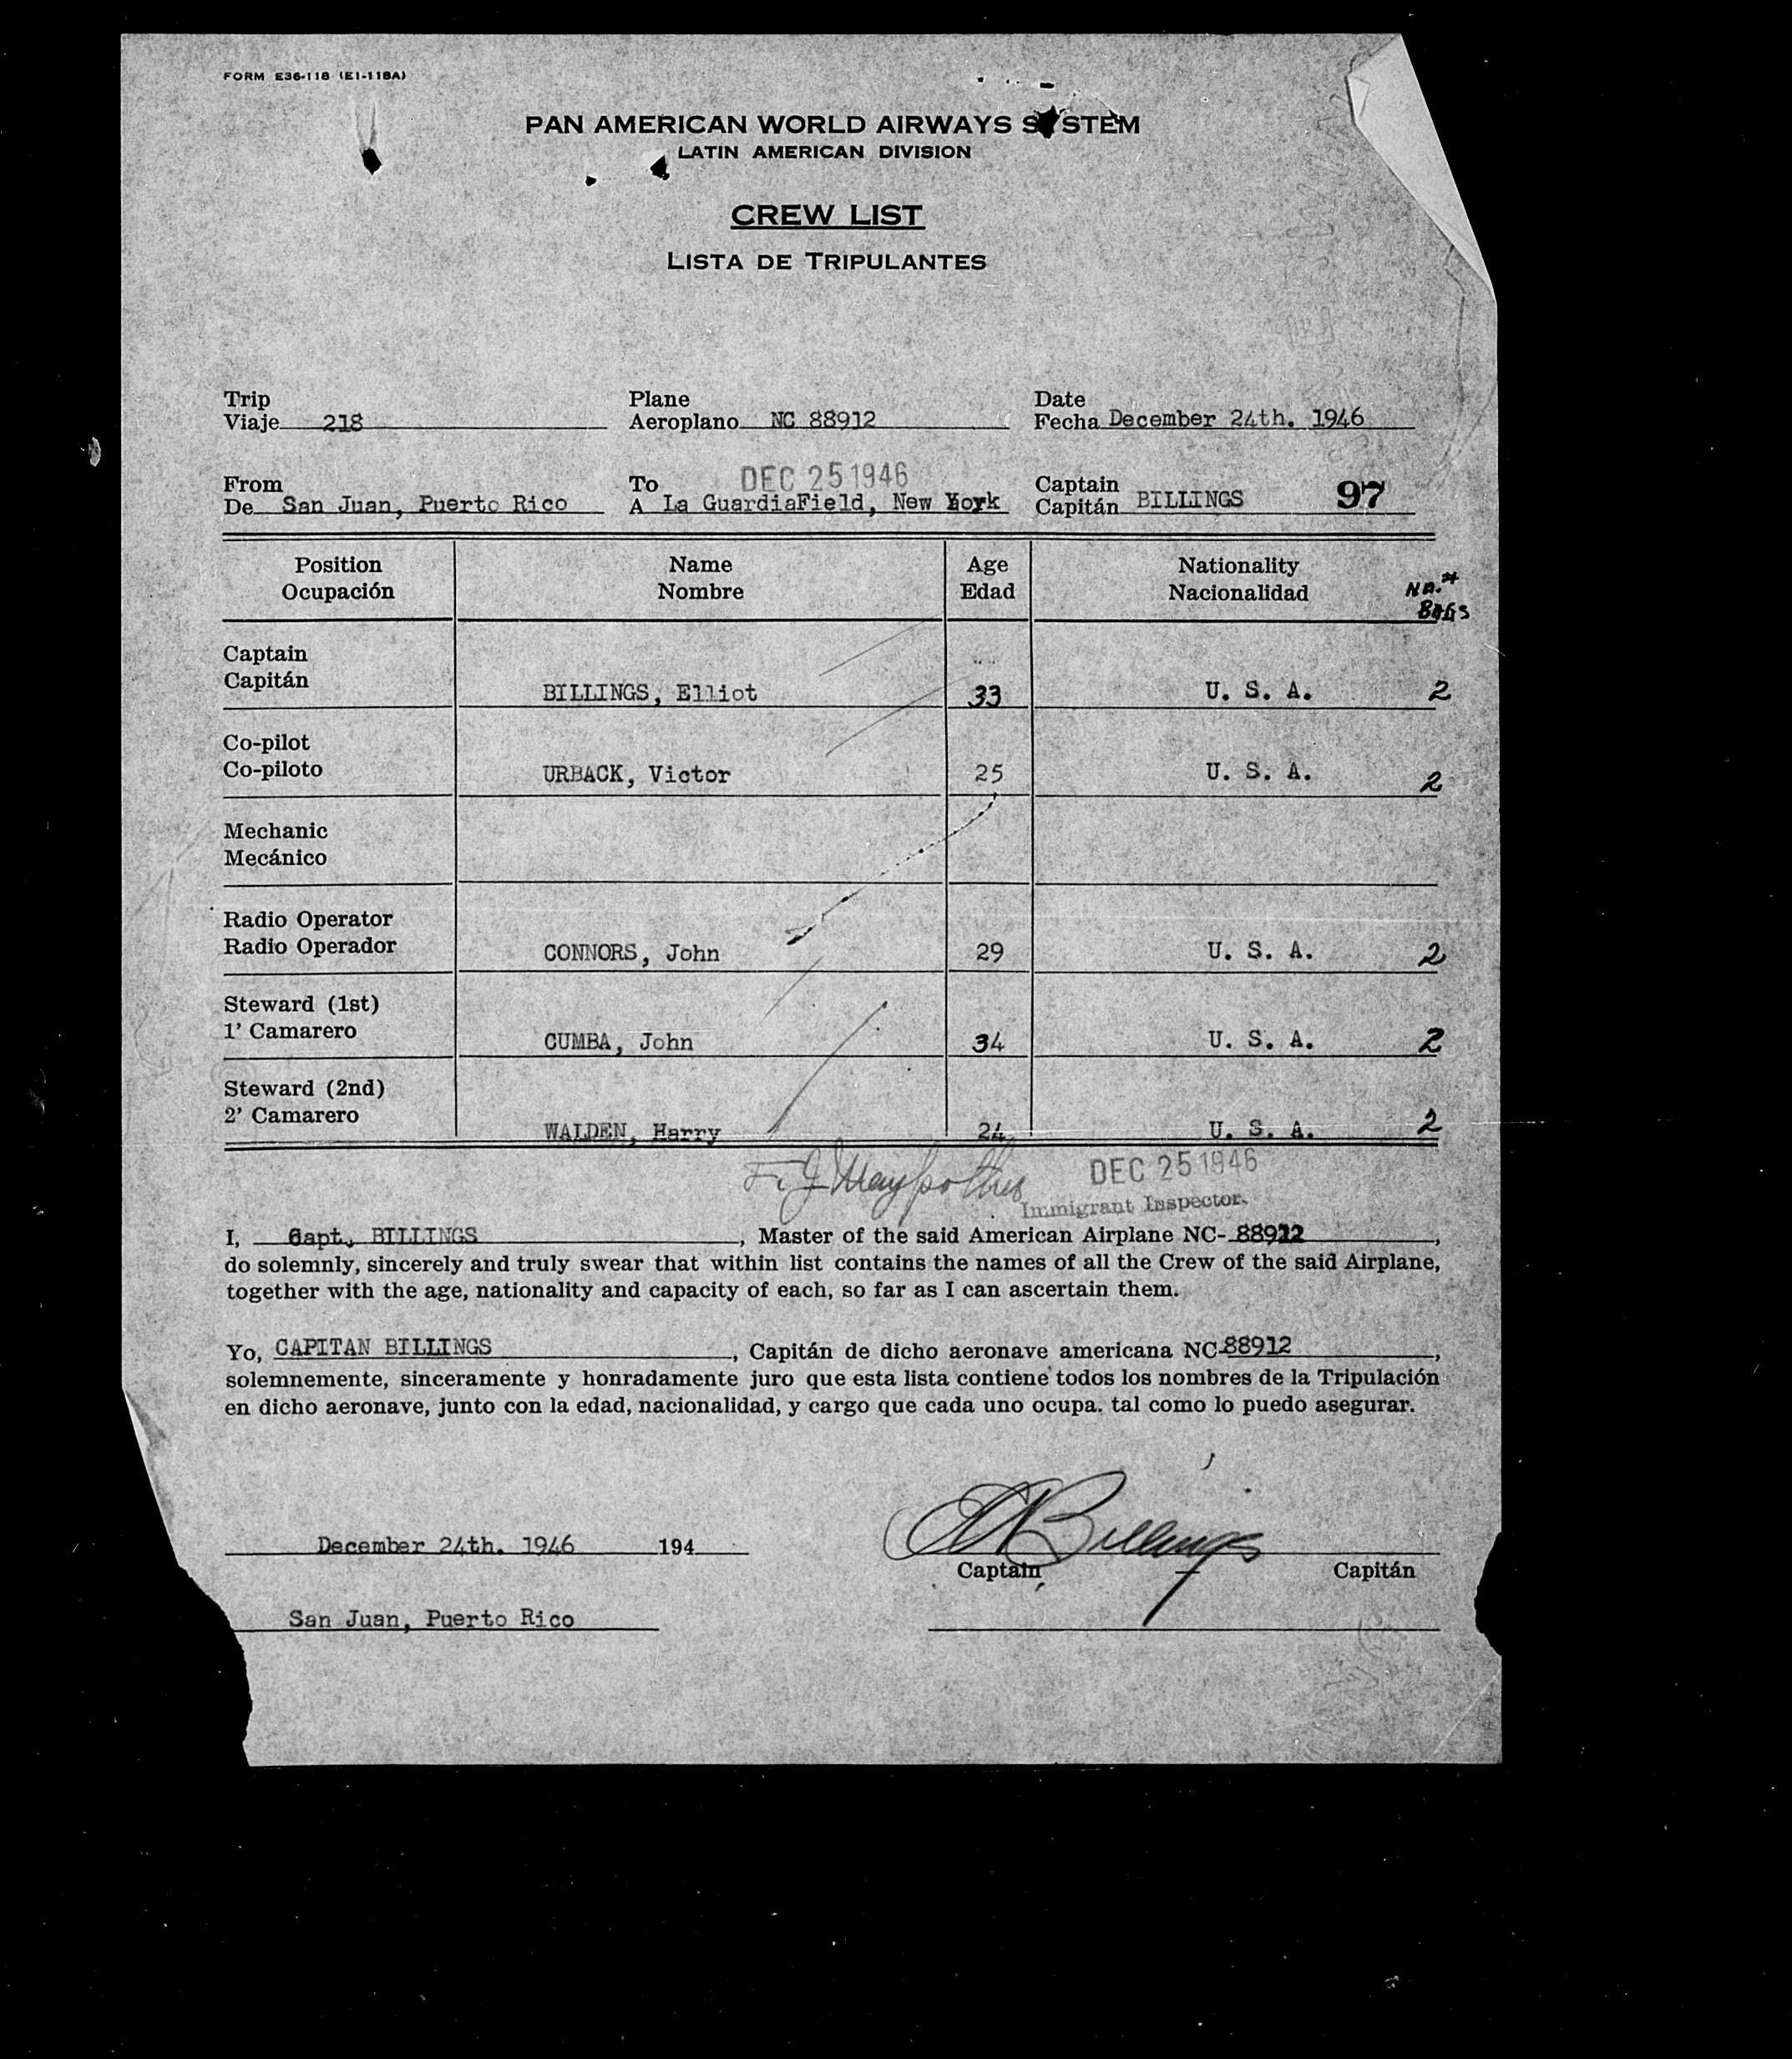 FORM E36-118 (E1-118A)
PAN AMERICAN WORLD AIRWAYS SYSTEM
LATIN AMERICAN DIVISION
CREW LIST
LISTA DE TRIPULANTES
Trip Plane Date
Viaje 218 Aeroplano NC 88912 Fecha December 24th. 1946
DEC 25 1946
From To Captain
De San Juan, Puerto Rico A La GuardiaField, New York Capitán BILLINGS 97
Position Name Age Nationality
Ocupación Nombre Edad Nacionalidad No.# BAGS
Captain
Capitán BILLINGS, Elliot 33 U. S. A. 2
Co-pilot
Co-piloto URBACK, Victor 25 U. S. A. 2
Mechanic
Mecánico
Radio Operator
Radio Operador CONNORS, John 29 U. S. A. 2
Steward (1st)
1' Camarero CUMBA, John 34 U. S. A. 2
Steward (2nd)
2' Camarero
WALDEN, Harry 24 U. S. A. 2
DEC 25 1946
Immigrant Inspector.
I, Capt. BILLINGS, Master of the said American Airplane NC- 88912,
do solemnly, sincerely and truly swear that within list contains the names of all the Crew of the said Airplane,
together with the age, nationality and capacity of each, so far as I can ascertain them.
Yo, CAPITAN BILLINGS, Capitán de dicho aeronave americana NC-88912,
solemnemente, sinceramente y honradamente juro que esta lista contiene todos los nombres de la Tripulación
en dicho aeronave, junto con la edad, nacionalidad, y cargo que cada uno ocupa. tal como lo puedo asegurar.
December 24th. 1946 194 Billings
Captain Capitán
San Juan, Puerto Rico